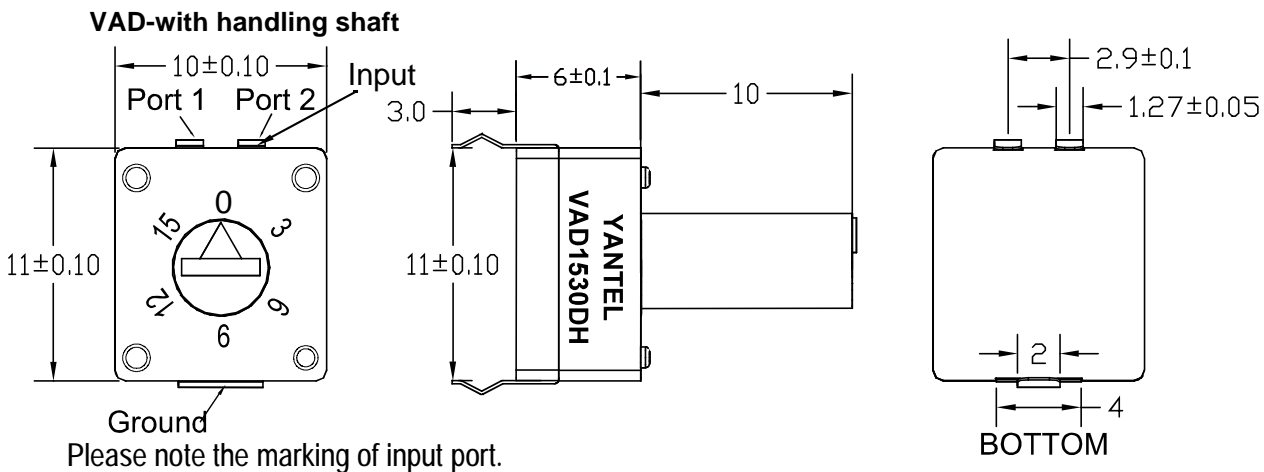 VAD-with handling shaft
10±0.10
Input
Port 1
Port 2
0
3
6
9
12
15
11±0.10
Ground
Please note the marking of input port.
6±0.1
10
3.0
11±0.10
YANTEL
VAD1530DH
2.9±0.1
1.27±0.05
2
4
BOTTOM